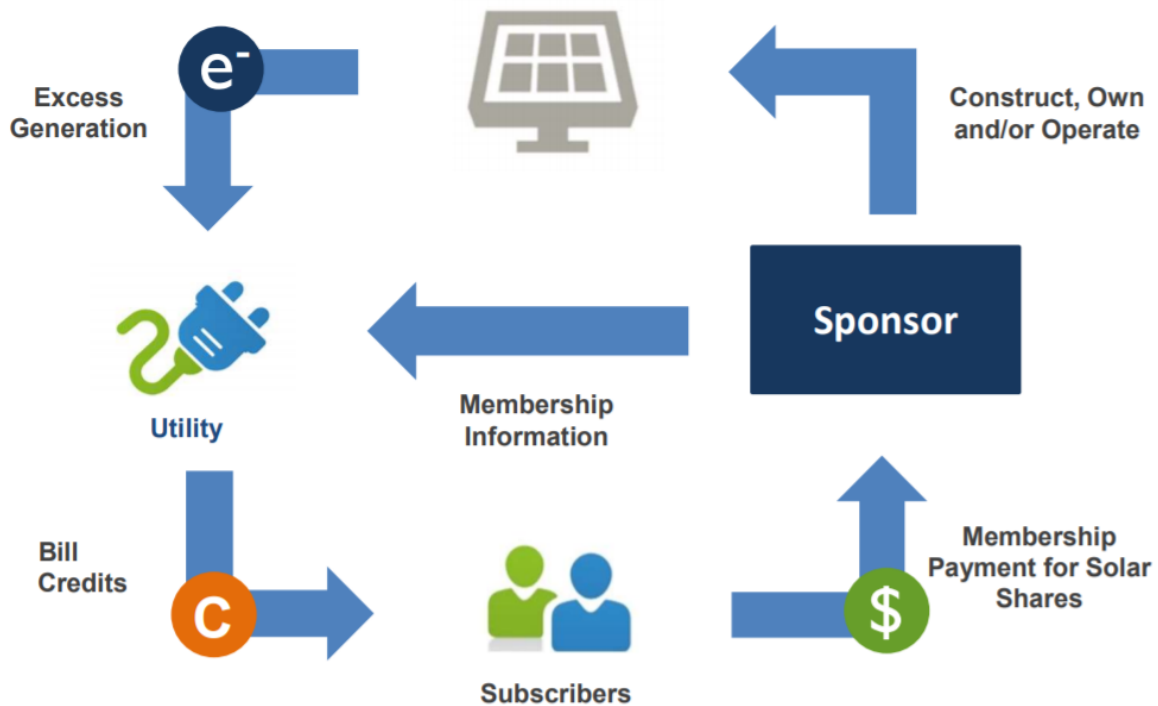 e-
Excess
Generation
Construct, Own
and/or Operate
Sponsor
Membership
Information
Utility
Bill
Credits
C
Membership
Payment for Solar
Shares
$
Subscribers